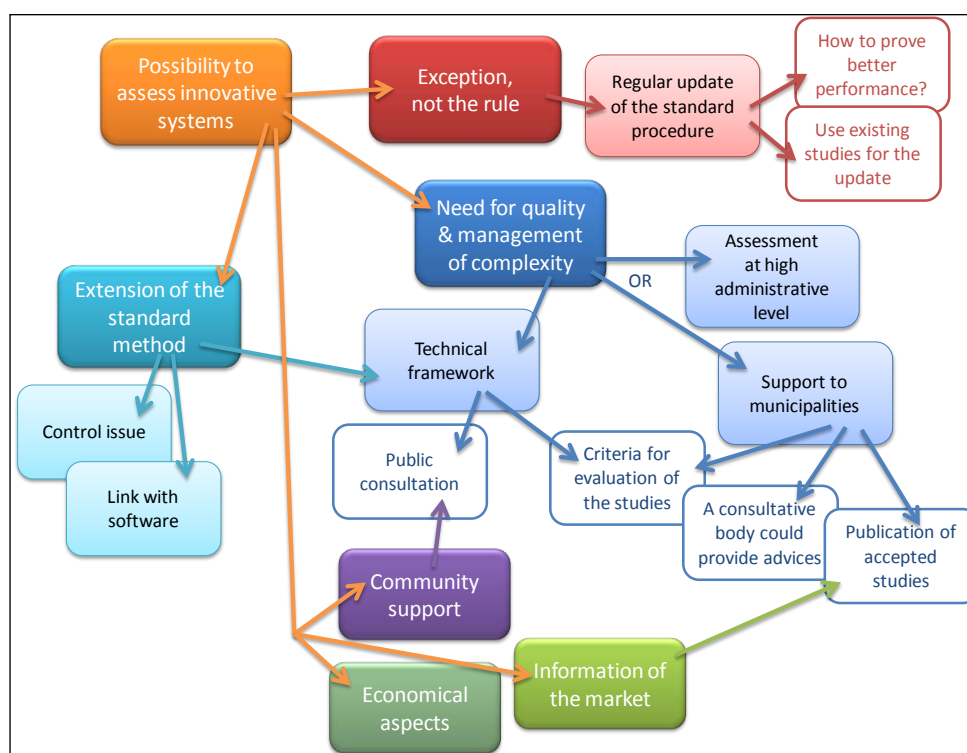 Possibility to
assess innovative
systems
Exception,
not the rule
Regular update
of the standard
procedure
How to prove
better
performance?
Use existing
studies for the
update
Need for quality
& management
of complexity
OR
Assessment
at high
administrative
level
Extension of the
standard
method
Technical
framework
Support to
municipalities
Control issue
Link with
software
Public
consultation
Criteria for
evaluation of
the studies
A consultative
body could
provide advices
Publication of
accepted
studies
Community
support
Information of
the market
Economical
aspects